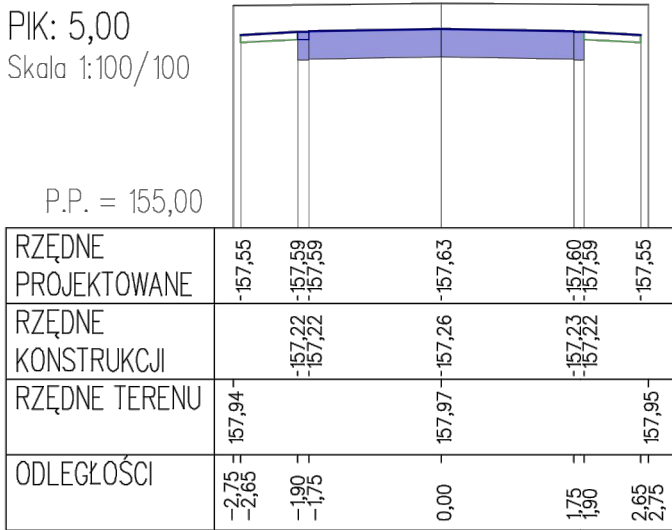 PIK: 5,00
Skala 1:100/100
P.P. = 155,00
RZĘDNE PROJEKTOWANE
157,55 157,59 157,59 157,63 157,60 157,59 157,55
RZĘDNE KONSTRUKCJI
157,22 157,22 157,26 157,23 157,22
RZĘDNE TERENU
157,94 157,97 157,95
ODLEGŁOŚCI
-2,75 -2,65 -1,90 -1,75 0,00 1,75 1,90 2,65 2,75